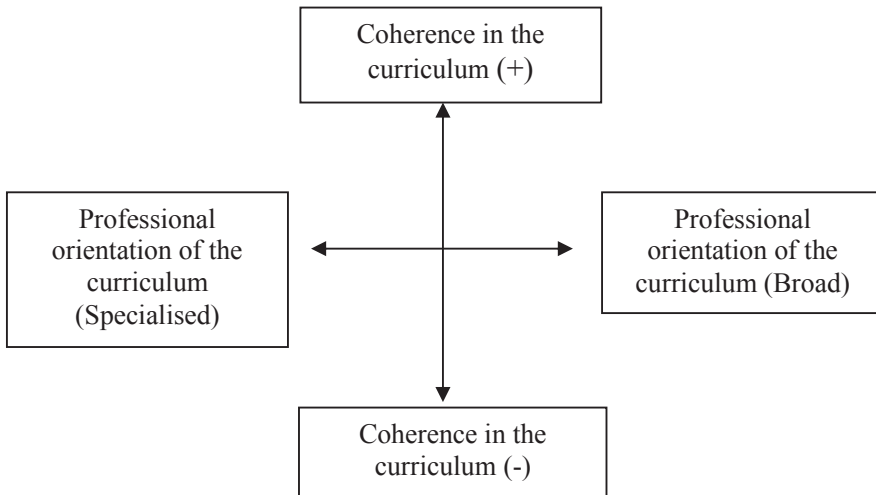 Coherence in the
curriculum (+)
Professional
orientation of the
curriculum
(Specialised)
Professional
orientation of the
curriculum (Broad)
Coherence in the
curriculum (-)